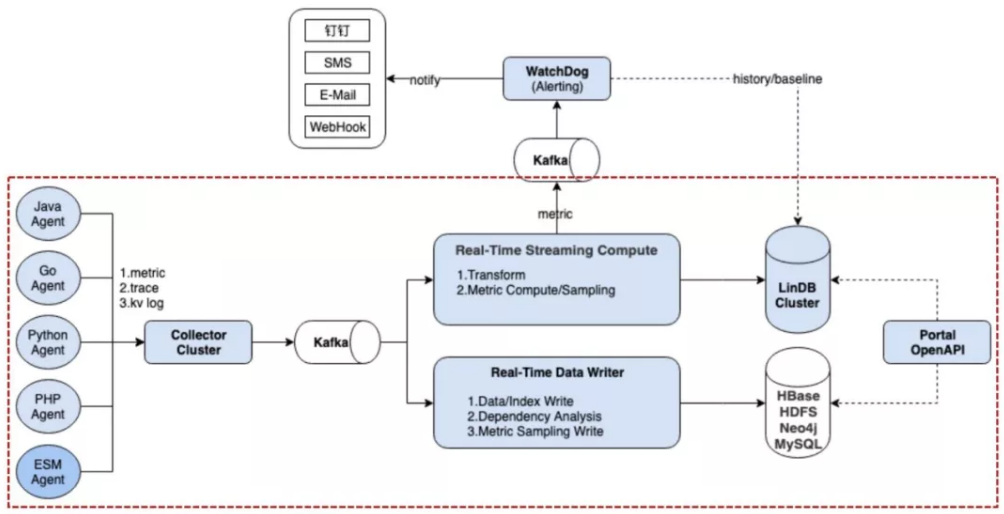 钉钉
SMS
E-Mail
WebHook
notify
WatchDog
(Alerting)
history/baseline
Kafka
metric
Java
Agent
Go
Agent
Python
Agent
PHP
Agent
ESM
Agent
1.metric
2.trace
3.kv log
Collector
Cluster
Kafka
Real-Time Streaming Compute
1.Transform
2.Metric Compute/Sampling
Real-Time Data Writer
1.Data/Index Write
2.Dependency Analysis
3.Metric Sampling Write
LinDB
Cluster
HBase
HDFS
Neo4j
MySQL
Portal
OpenAPI